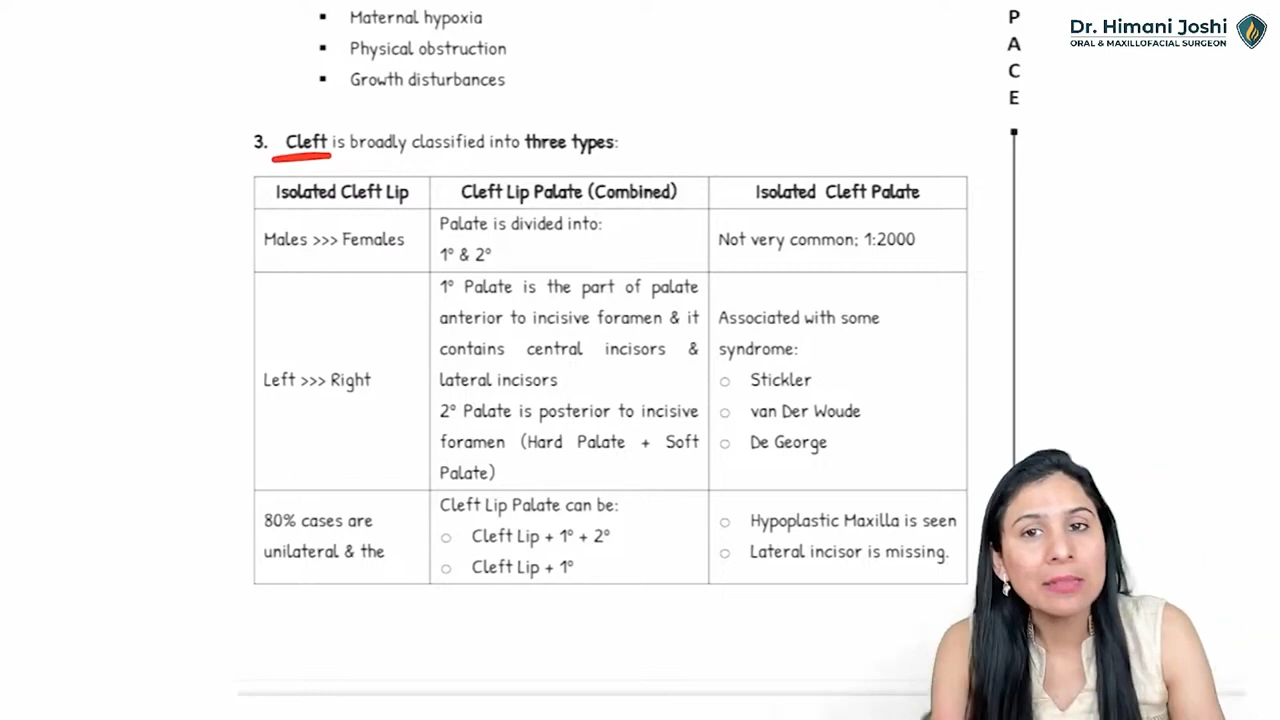 ▪ Maternal hypoxia
▪ Physical obstruction
▪ Growth disturbances
P
A
C
E
Dr. Himani Joshi
ORAL & MAXILLOFACIAL SURGEON
3. Cleft is broadly classified into three types:
Isolated Cleft Lip
Cleft Lip Palate (Combined)
Isolated Cleft Palate
Males >>> Females
Palate is divided into:
1° & 2°
Not very common; 1:2000
Left >>> Right
1° Palate is the part of palate
anterior to incisive foramen & it
contains central incisors &
lateral incisors
2° Palate is posterior to incisive
foramen (Hard Palate + Soft
Palate)
Associated with some
syndrome:
○ Stickler
○ van Der Woude
○ De George
80% cases are
unilateral & the
Cleft Lip Palate can be:
○ Cleft Lip + 1° + 2°
○ Cleft Lip + 1°
○ Hypoplastic Maxilla is seen
○ Lateral incisor is missing.